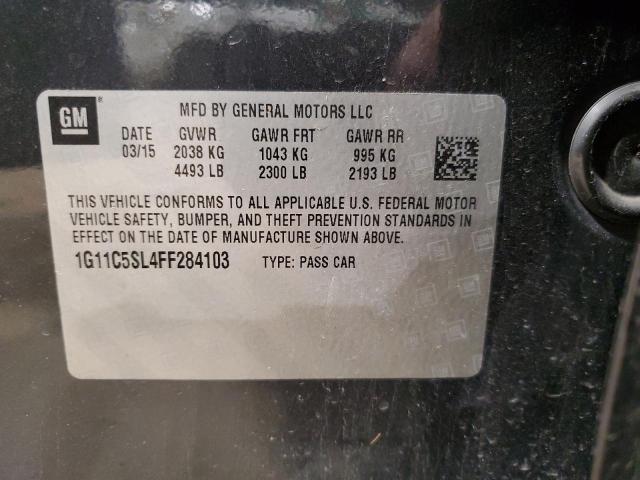 GM
MFD BY GENERAL MOTORS LLC
DATE GVWR GAWR FRT GAWR RR
03/15 2038 KG 1043 KG 995 KG
4493 LB 2300 LB 2193 LB
THIS VEHICLE CONFORMS TO ALL APPLICABLE U.S. FEDERAL MOTOR
VEHICLE SAFETY, BUMPER, AND THEFT PREVENTION STANDARDS IN
EFFECT ON THE DATE OF MANUFACTURE SHOWN ABOVE.
1G11C5SL4FF284103 TYPE: PASS CAR